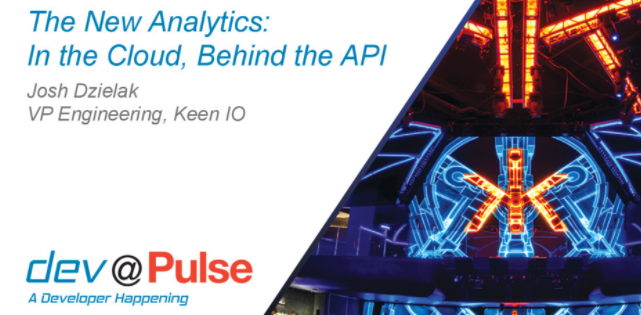 The New Analytics:
In the Cloud, Behind the API
Josh Dzielak
VP Engineering, Keen IO
dev@Pulse
A Developer Happening